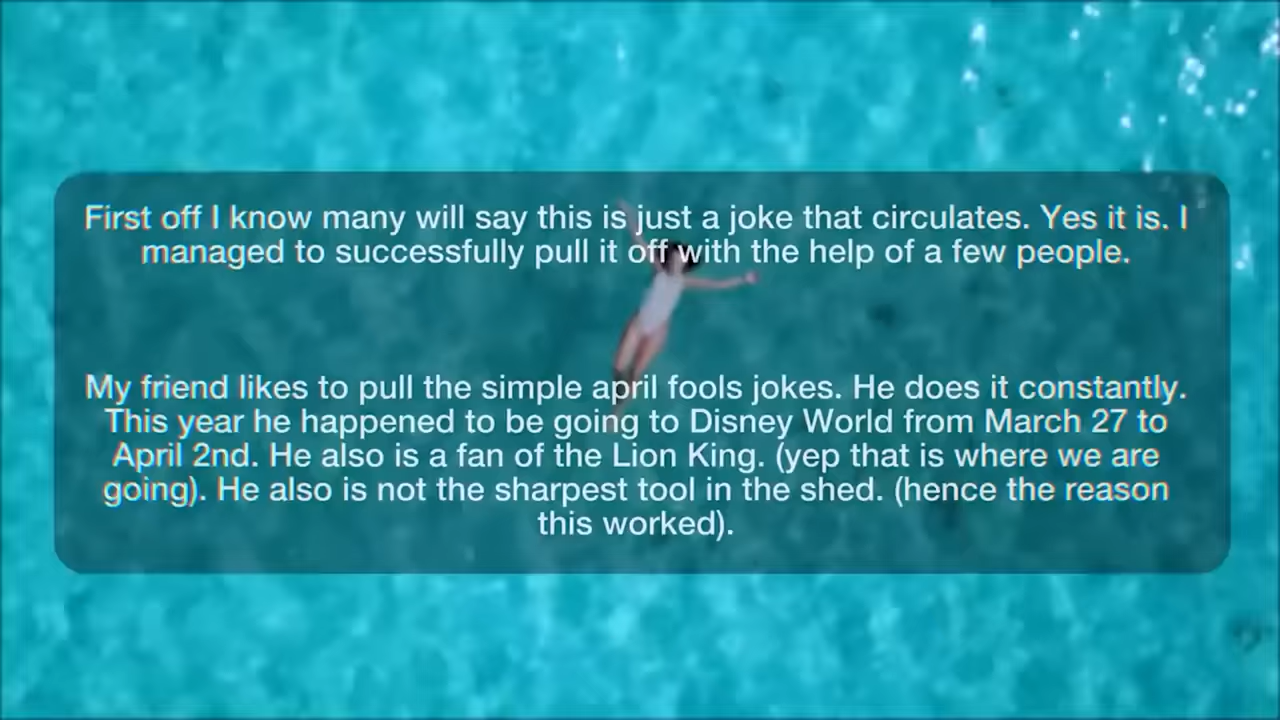 First off I know many will say this is just a joke that circulates. Yes it is. I
managed to successfully pull it off with the help of a few people.
My friend likes to pull the simple april fools jokes. He does it constantly.
This year he happened to be going to Disney World from March 27 to
April 2nd. He also is a fan of the Lion King. (yep that is where we are
going). He also is not the sharpest tool in the shed. (hence the reason
this worked).